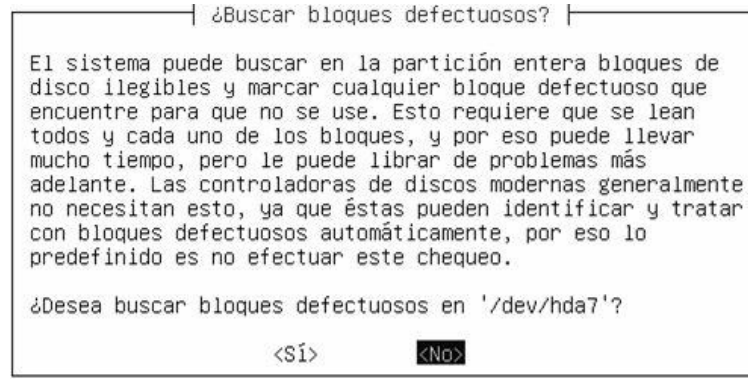 ¿Buscar bloques defectuosos?
El sistema puede buscar en la partición entera bloques de
disco ilegibles y marcar cualquier bloque defectuoso que
encuentre para que no se use. Esto requiere que se lean
todos y cada uno de los bloques, y por eso puede llevar
mucho tiempo, pero le puede librar de problemas más
adelante. Las controladoras de discos modernas generalmente
no necesitan esto, ya que éstas pueden identificar y tratar
con bloques defectuosos automáticamente, por eso lo
predefinido es no efectuar este chequeo.
¿Desea buscar bloques defectuosos en '/dev/hda7'?
<Sí> <No>